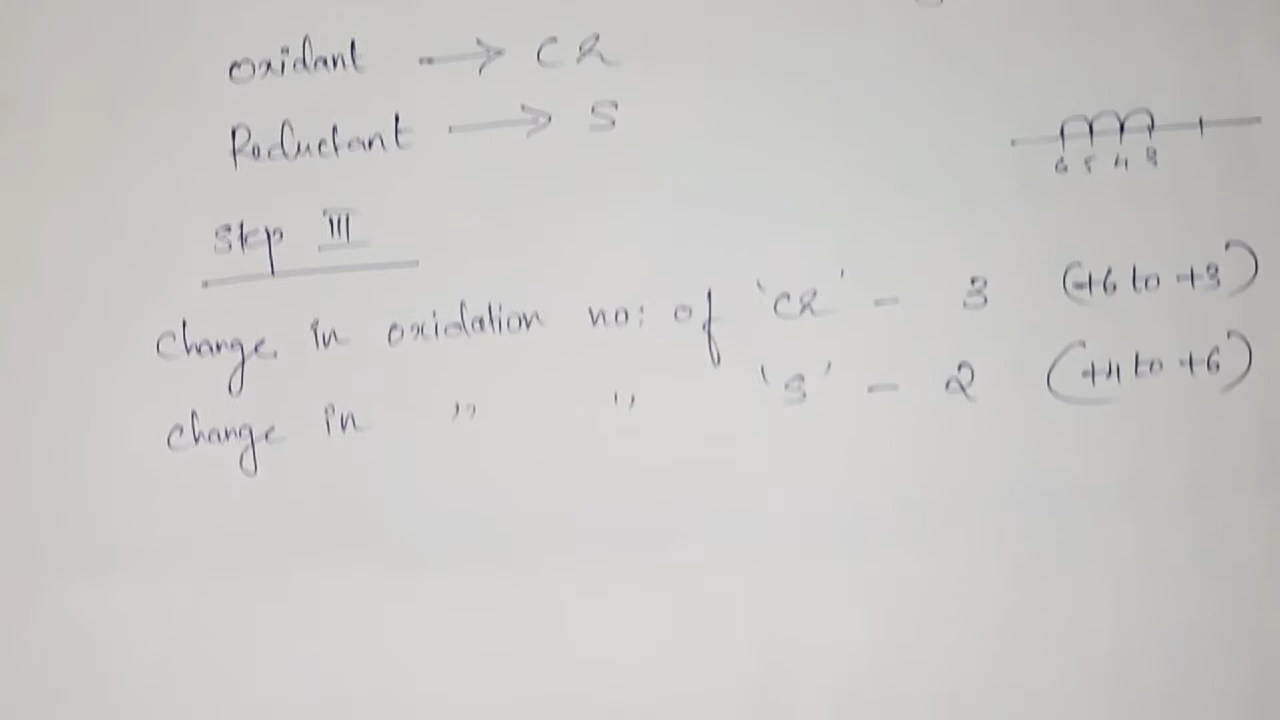 oxidant → CR
Reductant → S
6 5 4 3
Step III
change in oxidation no: of 'CR' - 3 (+6 to +3)
change in " " 'S' - 2 (+4 to +6)